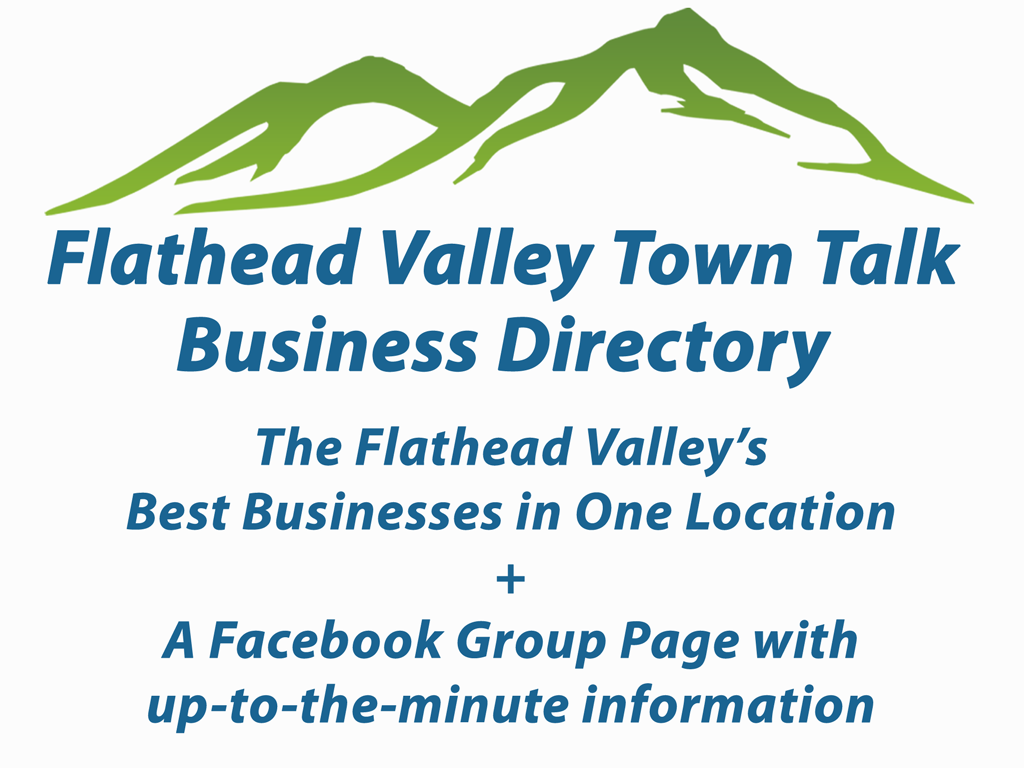 Flathead Valley Town Talk
Business Directory
The Flathead Valley’s
Best Businesses in One Location
+
A Facebook Group Page with
up-to-the-minute information